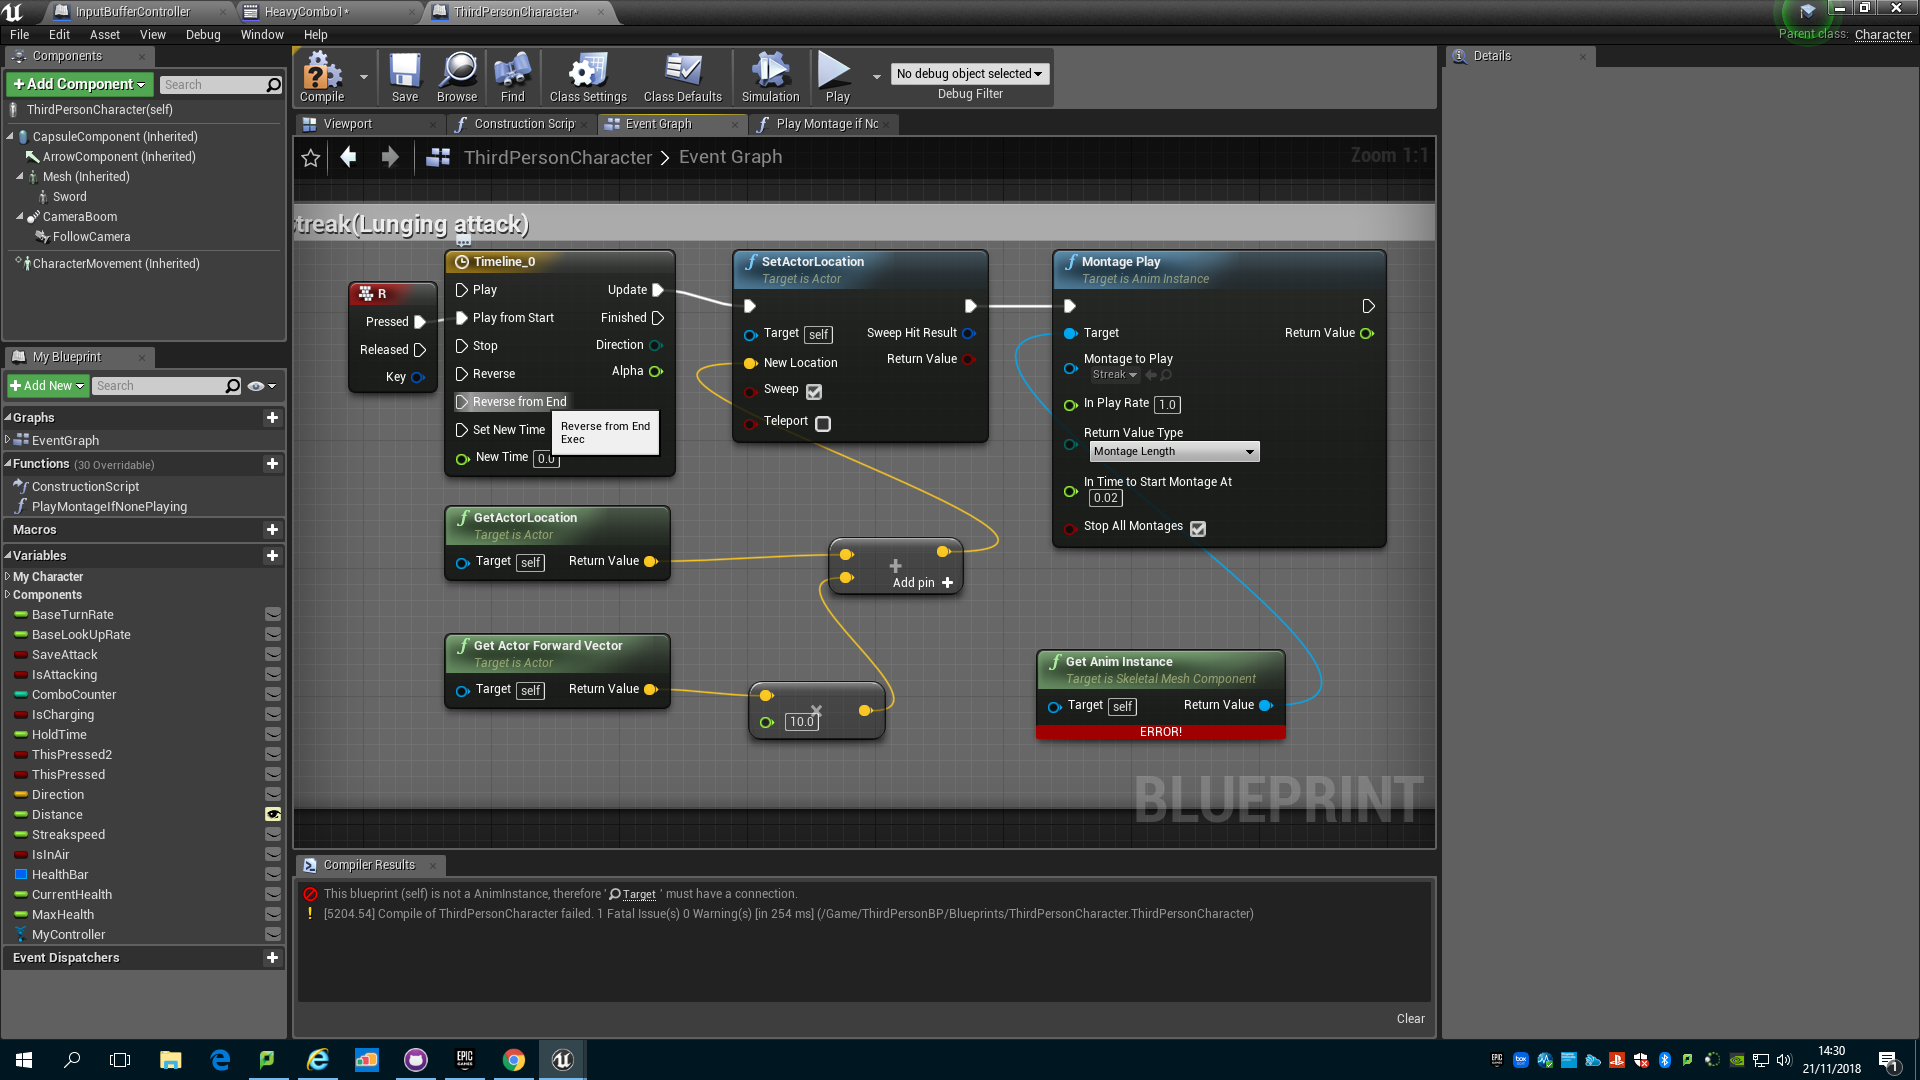 InputBufferController
HeavyCombo1*
ThirdPersonCharacter*
File Edit Asset View Debug Window Help
Parent class: Character
Components
+Add Component
Search
ThirdPersonCharacter(self)
CapsuleComponent (Inherited)
ArrowComponent (Inherited)
Mesh (Inherited)
Sword
CameraBoom
FollowCamera
CharacterMovement (Inherited)
My Blueprint
+Add New
Search
Graphs
EventGraph
Functions (30 Overridable)
ConstructionScript
PlayMontageIfNonePlaying
Macros
Variables
My Character
Components
BaseTurnRate
BaseLookUpRate
SaveAttack
IsAttacking
ComboCounter
IsCharging
HoldTime
ThisPressed2
ThisPressed
Direction
Distance
Streakspeed
IsInAir
HealthBar
CurrentHealth
MaxHealth
MyController
Event Dispatchers
Compile
Save
Browse
Find
Class Settings
Class Defaults
Simulation
Play
No debug object selected
Debug Filter
Viewport
Construction Scrip
Event Graph
Play Montage if Nc
ThirdPersonCharacter > Event Graph
Zoom 1:1
treak(Lunging attack)
R
Pressed
Released
Key
Timeline_0
Play Update
Play from Start Finished
Stop Direction
Reverse Alpha
Reverse from End
Set New Time
New Time 0.0
Reverse from End
Exec
SetActorLocation
Target is Actor
Target self Sweep Hit Result
New Location Return Value
Sweep
Teleport
Montage Play
Target is Anim Instance
Target Return Value
Montage to Play
Streak
In Play Rate 1.0
Return Value Type
Montage Length
In Time to Start Montage At
0.02
Stop All Montages
GetActorLocation
Target is Actor
Target self Return Value
Add pin +
Get Actor Forward Vector
Target is Actor
Target self Return Value
10.0
Get Anim Instance
Target is Skeletal Mesh Component
Target self Return Value
ERROR!
BLUEPRINT
Compiler Results
This blueprint (self) is not a AnimInstance, therefore ' Target ' must have a connection.
[5204.54] Compile of ThirdPersonCharacter failed. 1 Fatal Issue(s) 0 Warning(s) [in 254 ms] (/Game/ThirdPersonBP/Blueprints/ThirdPersonCharacter.ThirdPersonCharacter)
Clear
Details
EPIC GAMES
14:30
21/11/2018
1